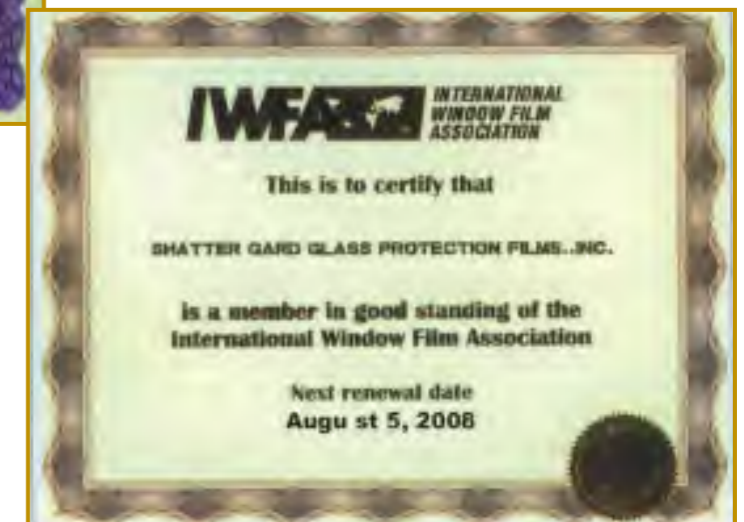 IWFA INTERNATIONAL
WINDOW FILM
ASSOCIATION
This is to certify that
SHATTER GARD GLASS PROTECTION FILMS..INC.
is a member in good standing of the
International Window Film Association
Next renewal date
Augu st 5, 2008